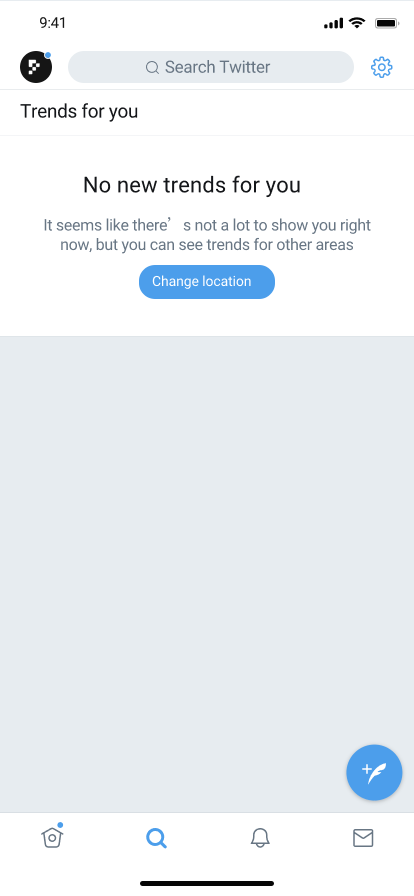 9:41
Search Twitter
Trends for you
No new trends for you
It seems like there’s not a lot to show you right
now, but you can see trends for other areas
Change location